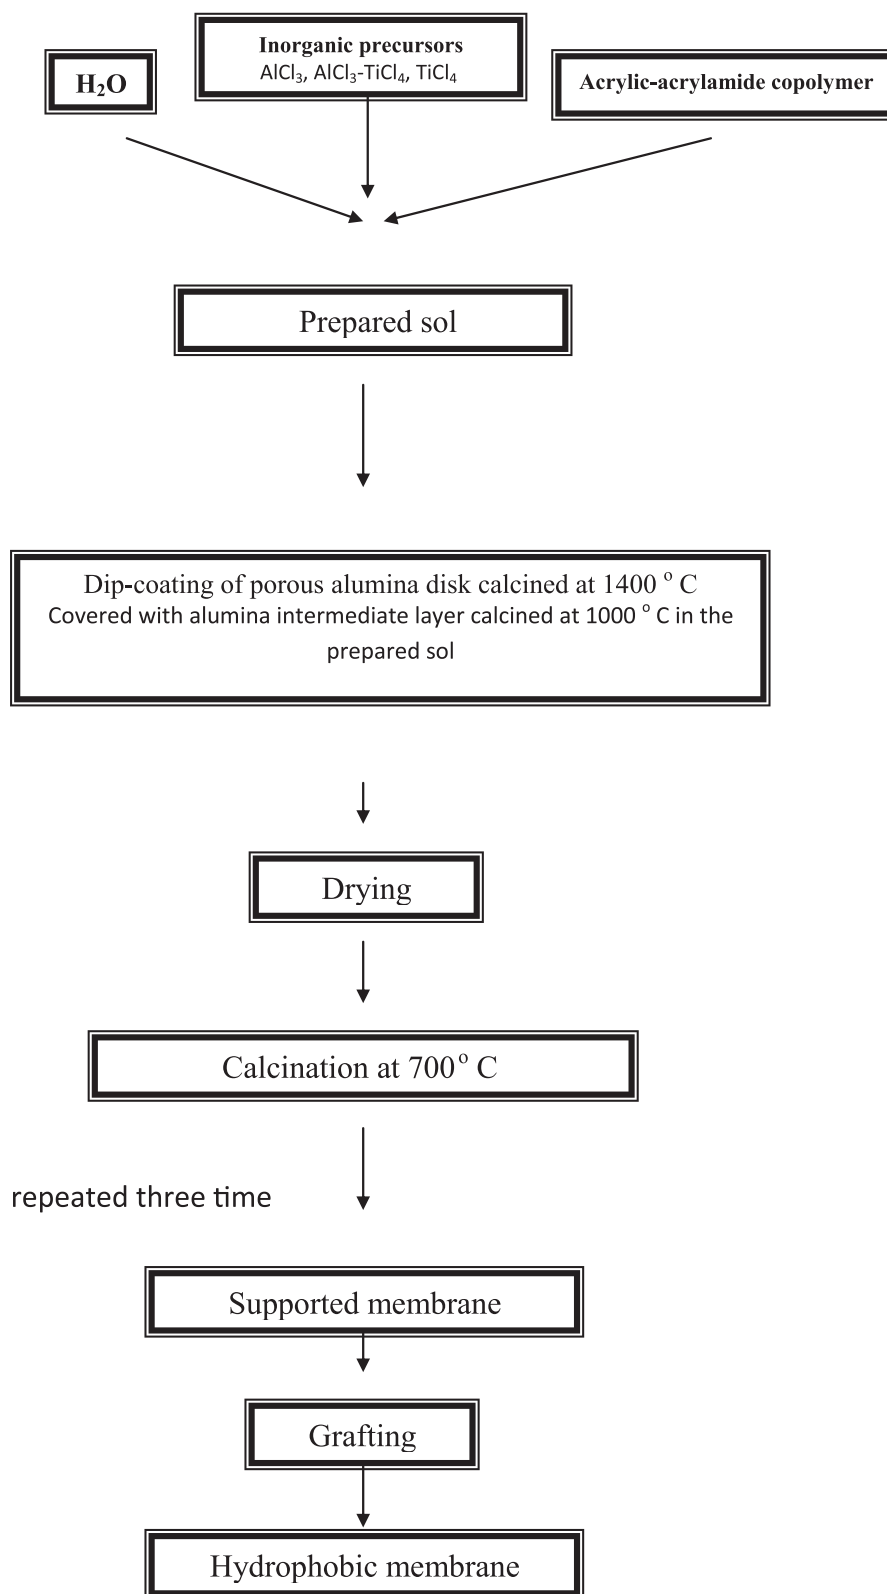 Inorganic precursors
AlCl₃, AlCl₃-TiCl₄, TiCl₄
H₂O
Acrylic-acrylamide copolymer
Prepared sol
Dip-coating of porous alumina disk calcined at 1400 ° C
Covered with alumina intermediate layer calcined at 1000 ° C in the
prepared sol
Drying
Calcination at 700° C
repeated three time
Supported membrane
Grafting
Hydrophobic membrane